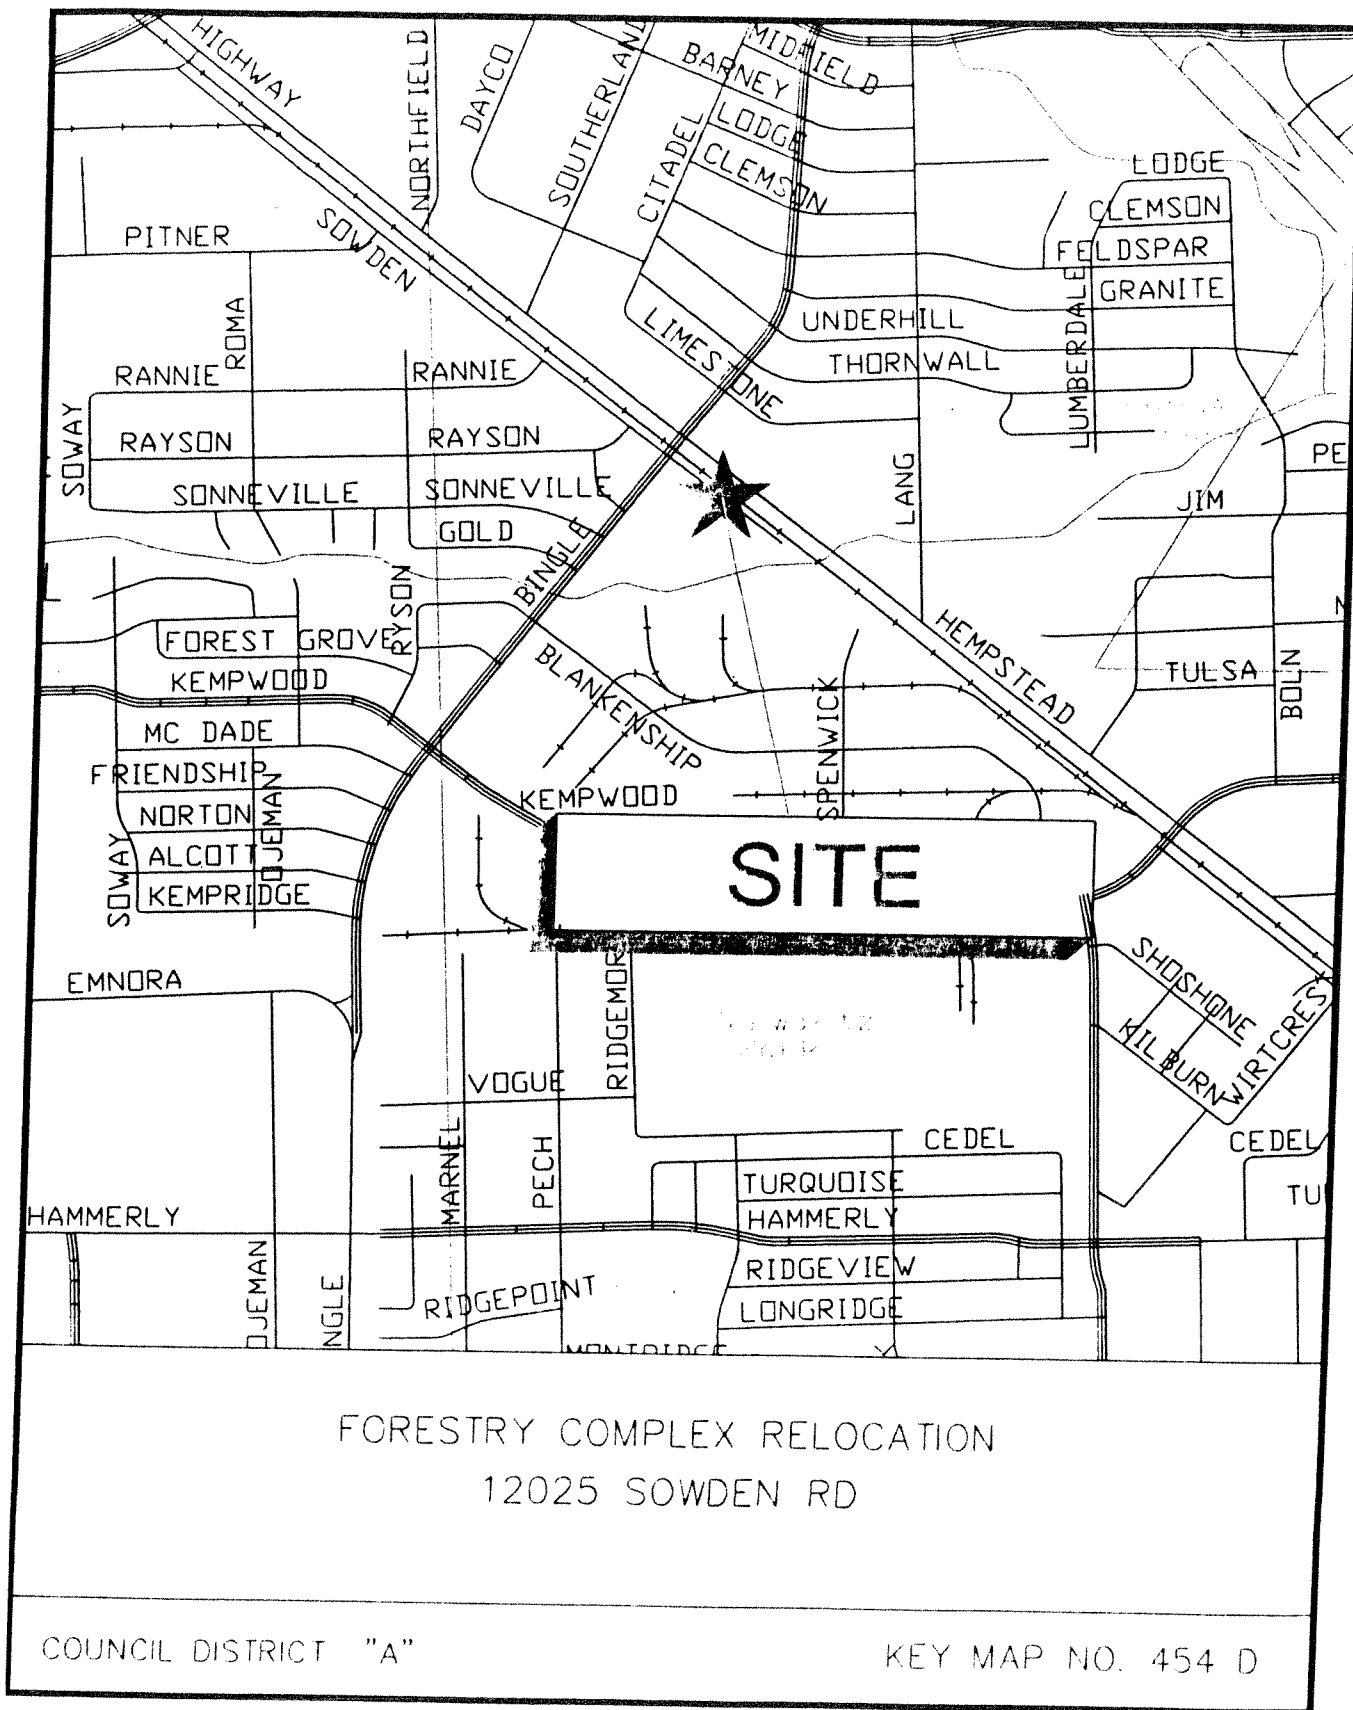 HIGHWAY
NORTHFIELD
DAYCO
SOUTHERLAND
MIDFIELD
BARNEY
LODGE
CITADEL
CLEMSON
LODGE
CLEMSON
FELDSPAR
GRANITE
LUMBERDALE
PITNER
SOWDEN
ROMA
LIMESTONE
UNDERHILL
THORNWALL
RANNIE
RANNIE
SOWAY
RAYSON
RAYSON
SONNEVILLE
SONNEVILLE
GOLD
LANG
PE
JIM
BINGLE
RYSON
FOREST GROVE
KEMPWOOD
BLANKENSHIP
HEMPSTEAD
TULSA
BOLN
N
MC DADE
FRIENDSHIP
NORTON
OJEMAN
ALCOTT
SOWAY
KEMPRIDGE
KEMPWOOD
SPENWICK
SITE
EMNORA
RIDGEMOR
SHOSHONE
KILBURN
WIRTCREST
VOGUE
MARNEL
PECH
CEDEL
CEDEL
TURQUOISE
TU
HAMMERLY
HAMMERLY
RIDGEVIEW
LONGRIDGE
OJEMAN
NGLE
RIDGEPOINT
MONTRIDGE
FORESTRY COMPLEX RELOCATION
12025 SOWDEN RD
COUNCIL DISTRICT "A"
KEY MAP NO. 454 D